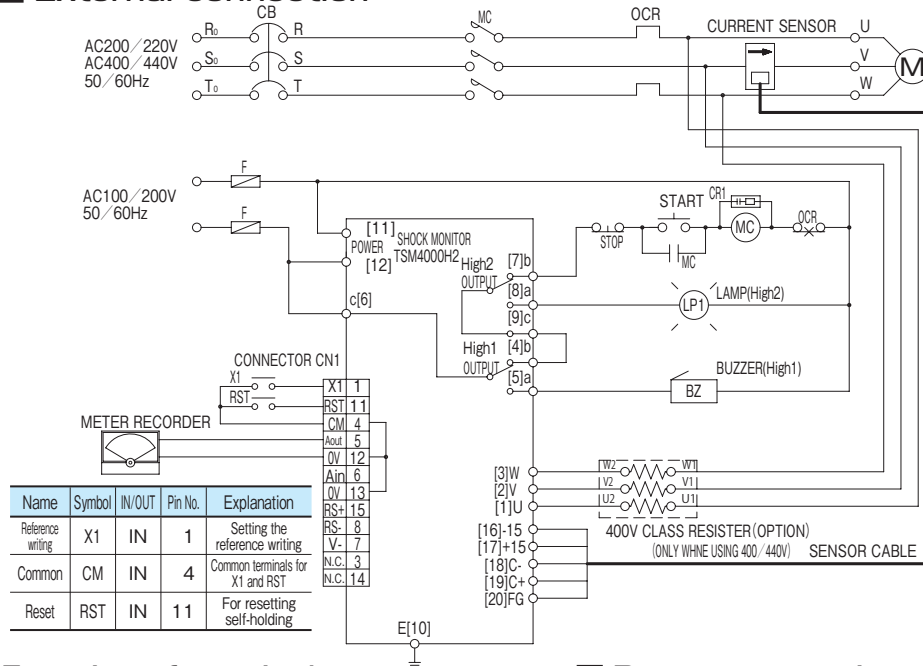 External connection
CB
MC
OCR
CURRENT SENSOR
AC200/220V
AC400/440V
50/60Hz
R0
R
U
S0
S
V
T0
T
W
M
AC100/200V
50/60Hz
F
F
[11]
POWER
[12]
SHOCK MONITOR
TSM4000H2
c[6]
High2
OUTPUT
[7]b
[8]a
[9]c
High1
OUTPUT
[4]b
[5]a
STOP
START
MC
CR1
MC
OCR
LP1
LAMP(High2)
BUZZER(High1)
BZ
CONNECTOR CN1
X1
RST
METER RECORDER
X1 1
RST 11
CM 4
Aout 5
0V 12
Ain 6
0V 13
RS+ 15
RS- 8
V- 7
N.C. 3
N.C. 14
[3]W
[2]V
[1]U
W2 W1
V2 V1
U2 U1
[16]-15
[17]+15
[18]C-
[19]C+
[20]FG
400V CLASS RESISTER(OPTION)
(ONLY WHNE USING 400/440V)
SENSOR CABLE
E[10]
Name Symbol IN/OUT Pin No. Explanation
Reference writing X1 IN 1 Setting the reference writing
Common CM IN 4 Common terminals for X1 and RST
Reset RST IN 11 For resetting self-holding